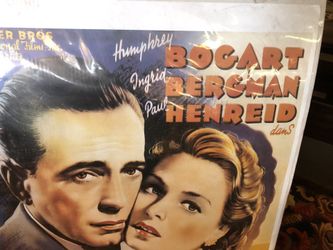 ER BROS
Humphrey BOGART
Ingrid BERGMAN
Paul HENREID
dans